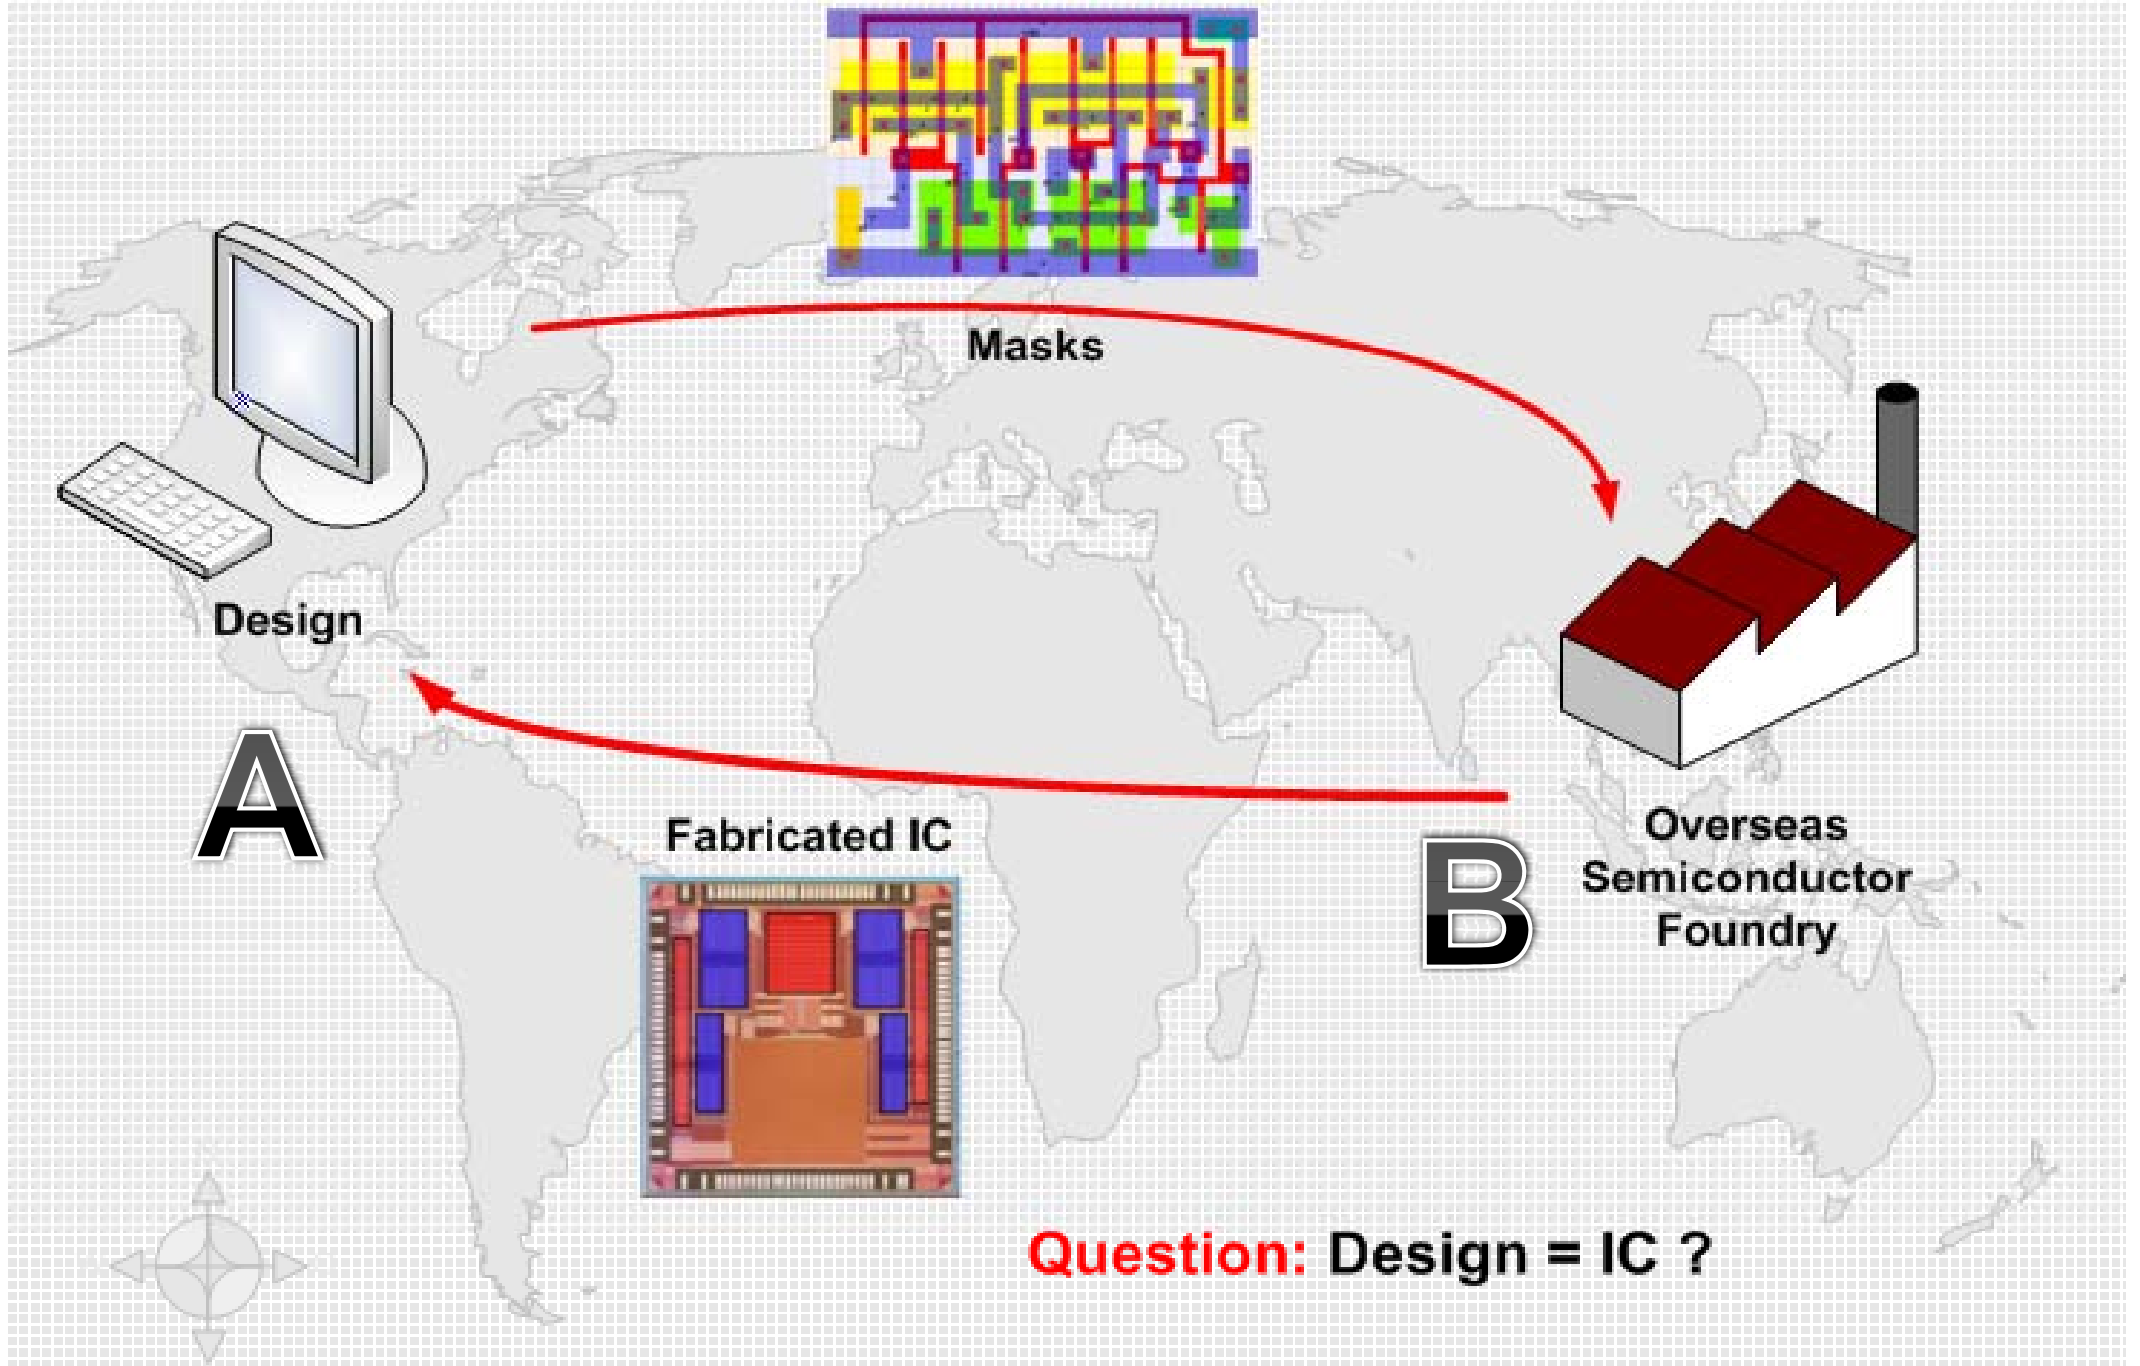 Masks
Design
A
Fabricated IC
B
Overseas
Semiconductor
Foundry
Question: Design = IC ?